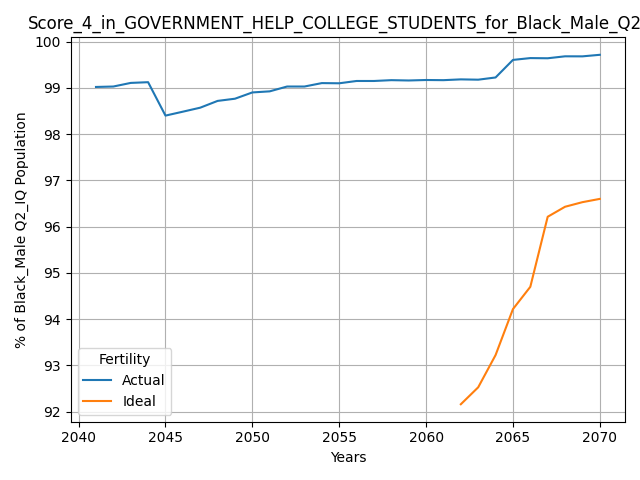 Score_4_in_GOVERNMENT_HELP_COLLEGE_STUDENTS_for_Black_Male_Q2
100
99
98
97
96
95
94
93
92
% of Black_Male Q2_IQ Population
Fertility
Actual
Ideal
2040 2045 2050 2055 2060 2065 2070
Years